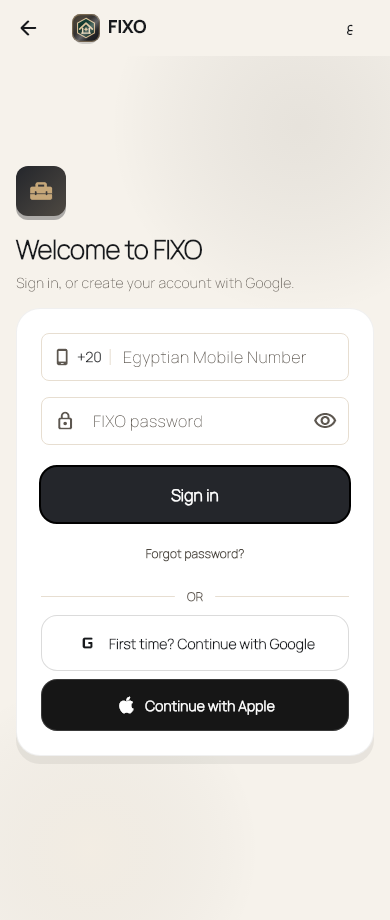 FIXO
ع
Welcome to FIXO
Sign in, or create your account with Google.
+20 Egyptian Mobile Number
FIXO password
Sign in
Forgot password?
OR
G First time? Continue with Google
Continue with Apple